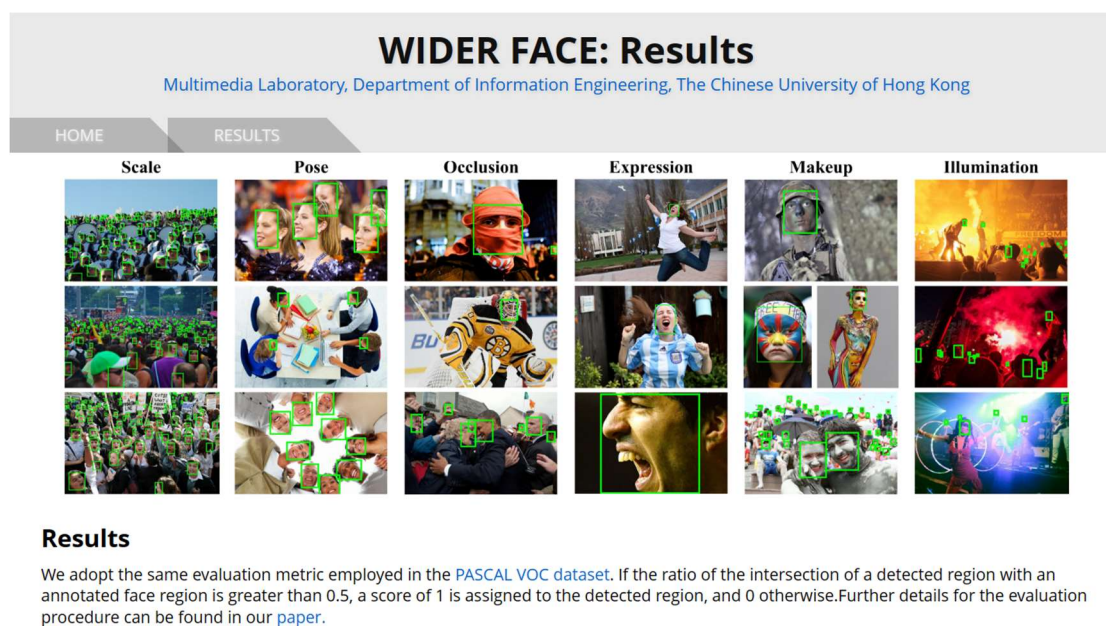 WIDER FACE: Results
Multimedia Laboratory, Department of Information Engineering, The Chinese University of Hong Kong
HOME
RESULTS
Scale
Pose
Occlusion
Expression
Makeup
Illumination
FREEDOM
BU
FREE TI
Results
We adopt the same evaluation metric employed in the PASCAL VOC dataset. If the ratio of the intersection of a detected region with an
annotated face region is greater than 0.5, a score of 1 is assigned to the detected region, and 0 otherwise.Further details for the evaluation
procedure can be found in our paper.